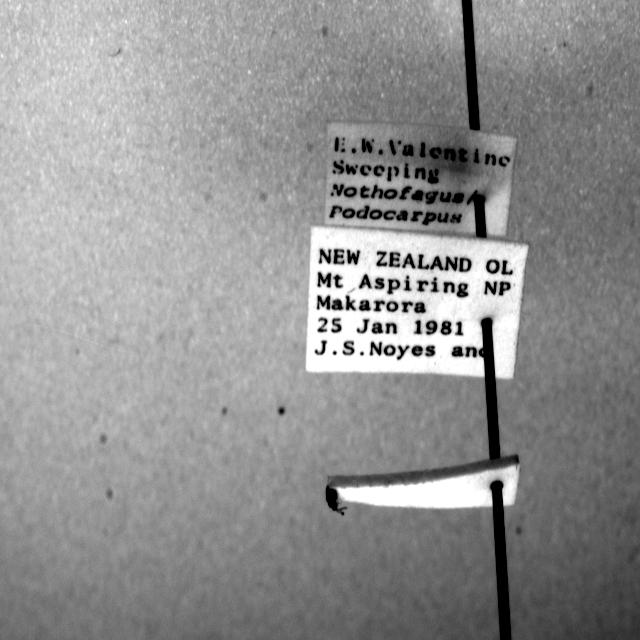 E.W.Valentine
Sweeping
Nothofagus/
Podocarpus
NEW ZEALAND OL
Mt Aspiring NP
Makarora
25 Jan 1981
J.S.Noyes and